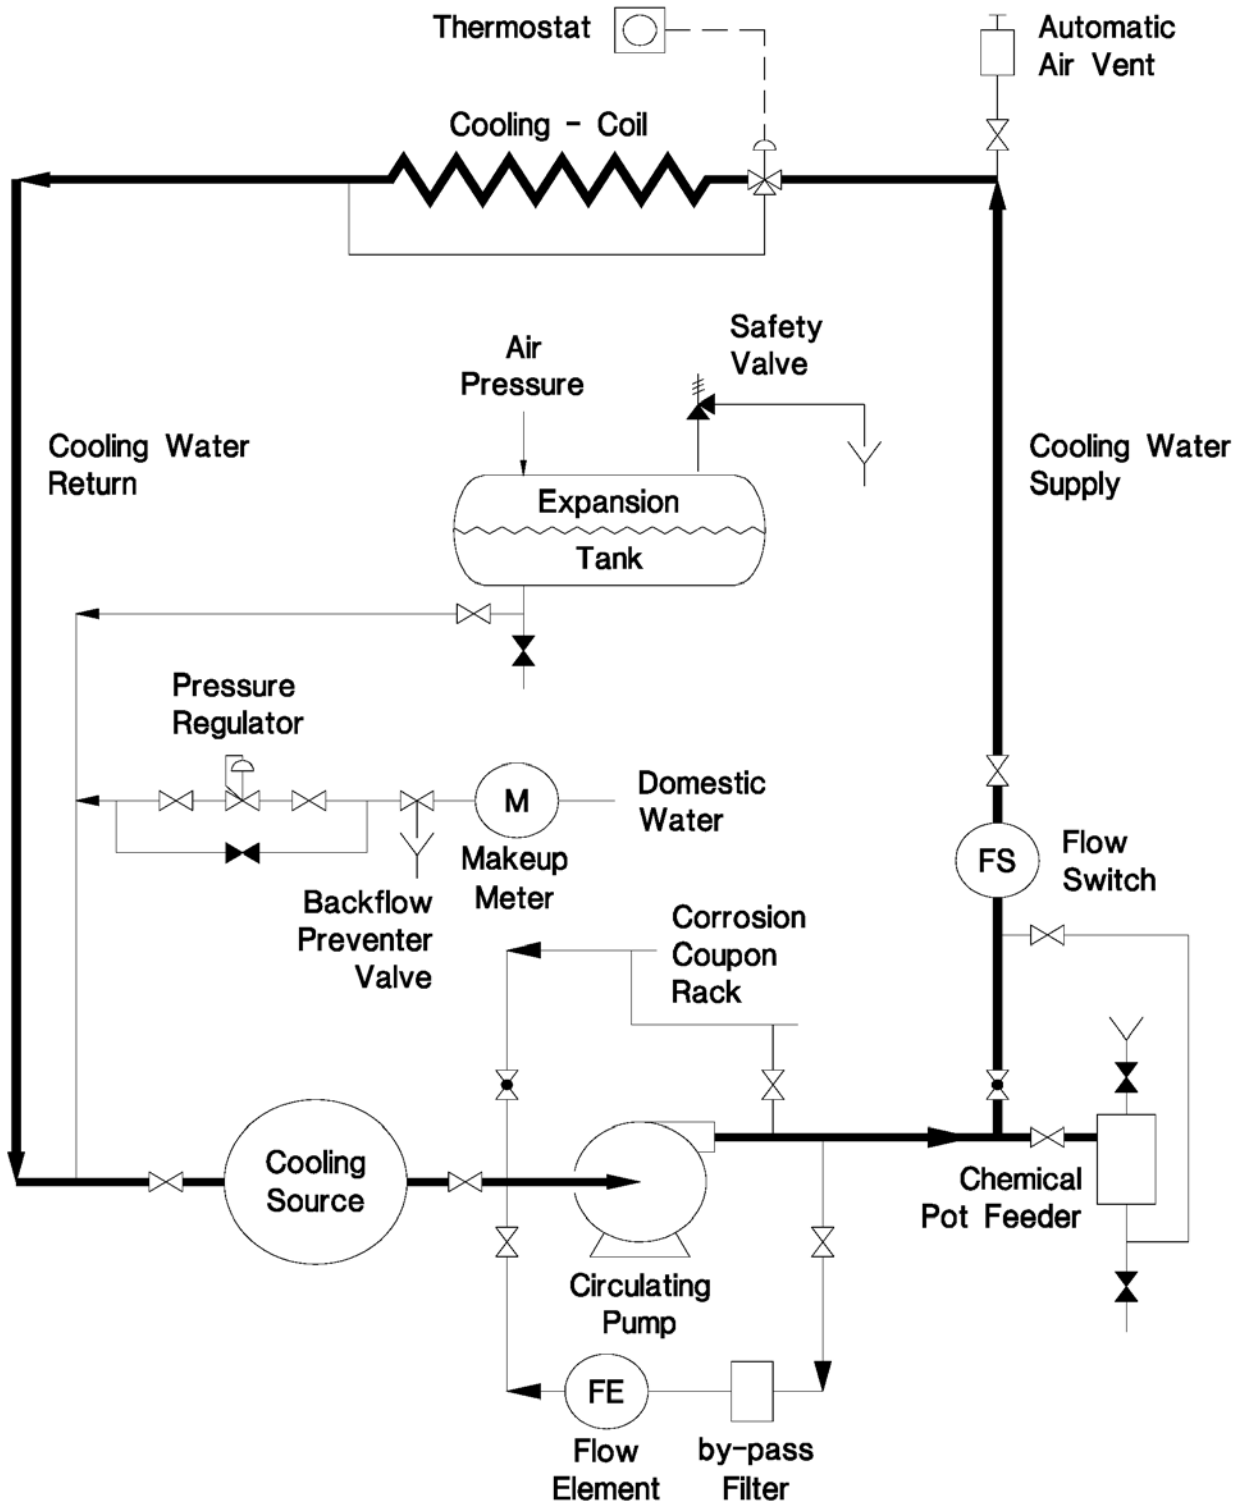 Thermostat
Automatic
Air Vent
Cooling - Coil
Safety
Valve
Air
Pressure
Cooling Water
Return
Cooling Water
Supply
Expansion
Tank
Pressure
Regulator
Domestic
Water
M
Makeup
Meter
Flow
Switch
FS
Backflow
Preventer
Valve
Corrosion
Coupon
Rack
Cooling
Source
Chemical
Pot Feeder
Circulating
Pump
FE
Flow
Element
by-pass
Filter